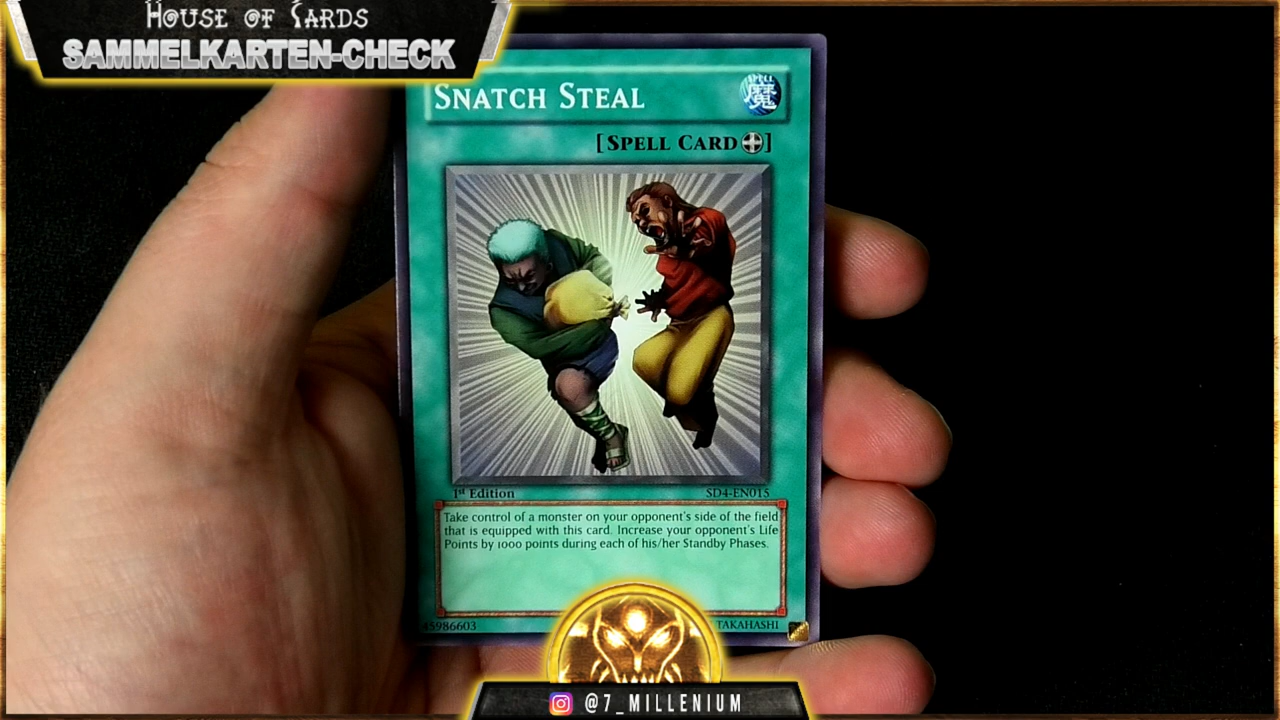 HOUSE OF CARDS
SAMMELKARTEN-CHECK
SNATCH STEAL
SPELL
魔
[SPELL CARD]
1st Edition
SD4-EN015
Take control of a monster on your opponent's side of the field
that is equipped with this card. Increase your opponent's Life
Points by 1000 points during each of his/her Standby Phases.
45986603
TAKAHASHI
@7_MILLENIUM